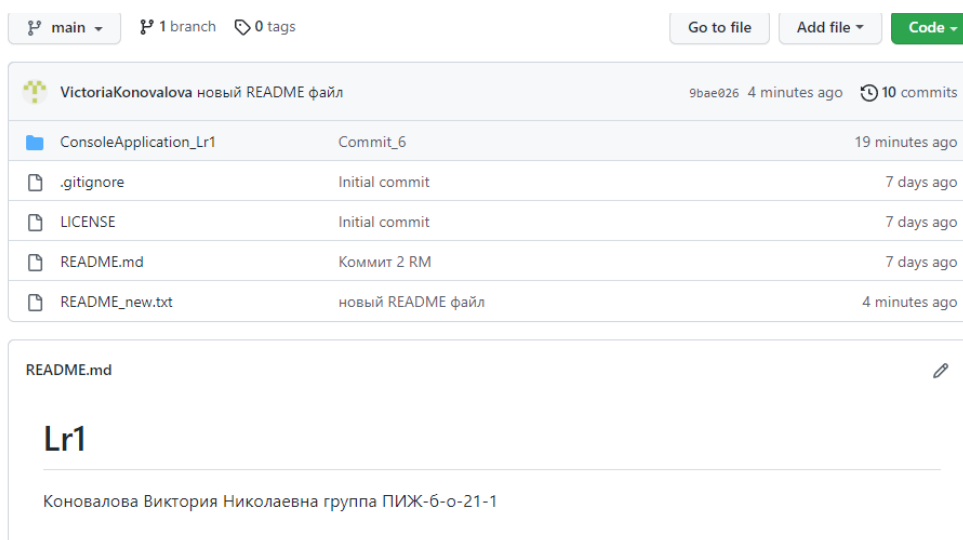 main 1 branch 0 tags Go to file Add file Code
VictoriaKonovalova новый README файл 9bae026 4 minutes ago 10 commits
ConsoleApplication_Lr1 Commit_6 19 minutes ago
.gitignore Initial commit 7 days ago
LICENSE Initial commit 7 days ago
README.md Коммит 2 RM 7 days ago
README_new.txt новый README файл 4 minutes ago
README.md
Lr1
Коновалова Виктория Николаевна группа ПИЖ-б-о-21-1